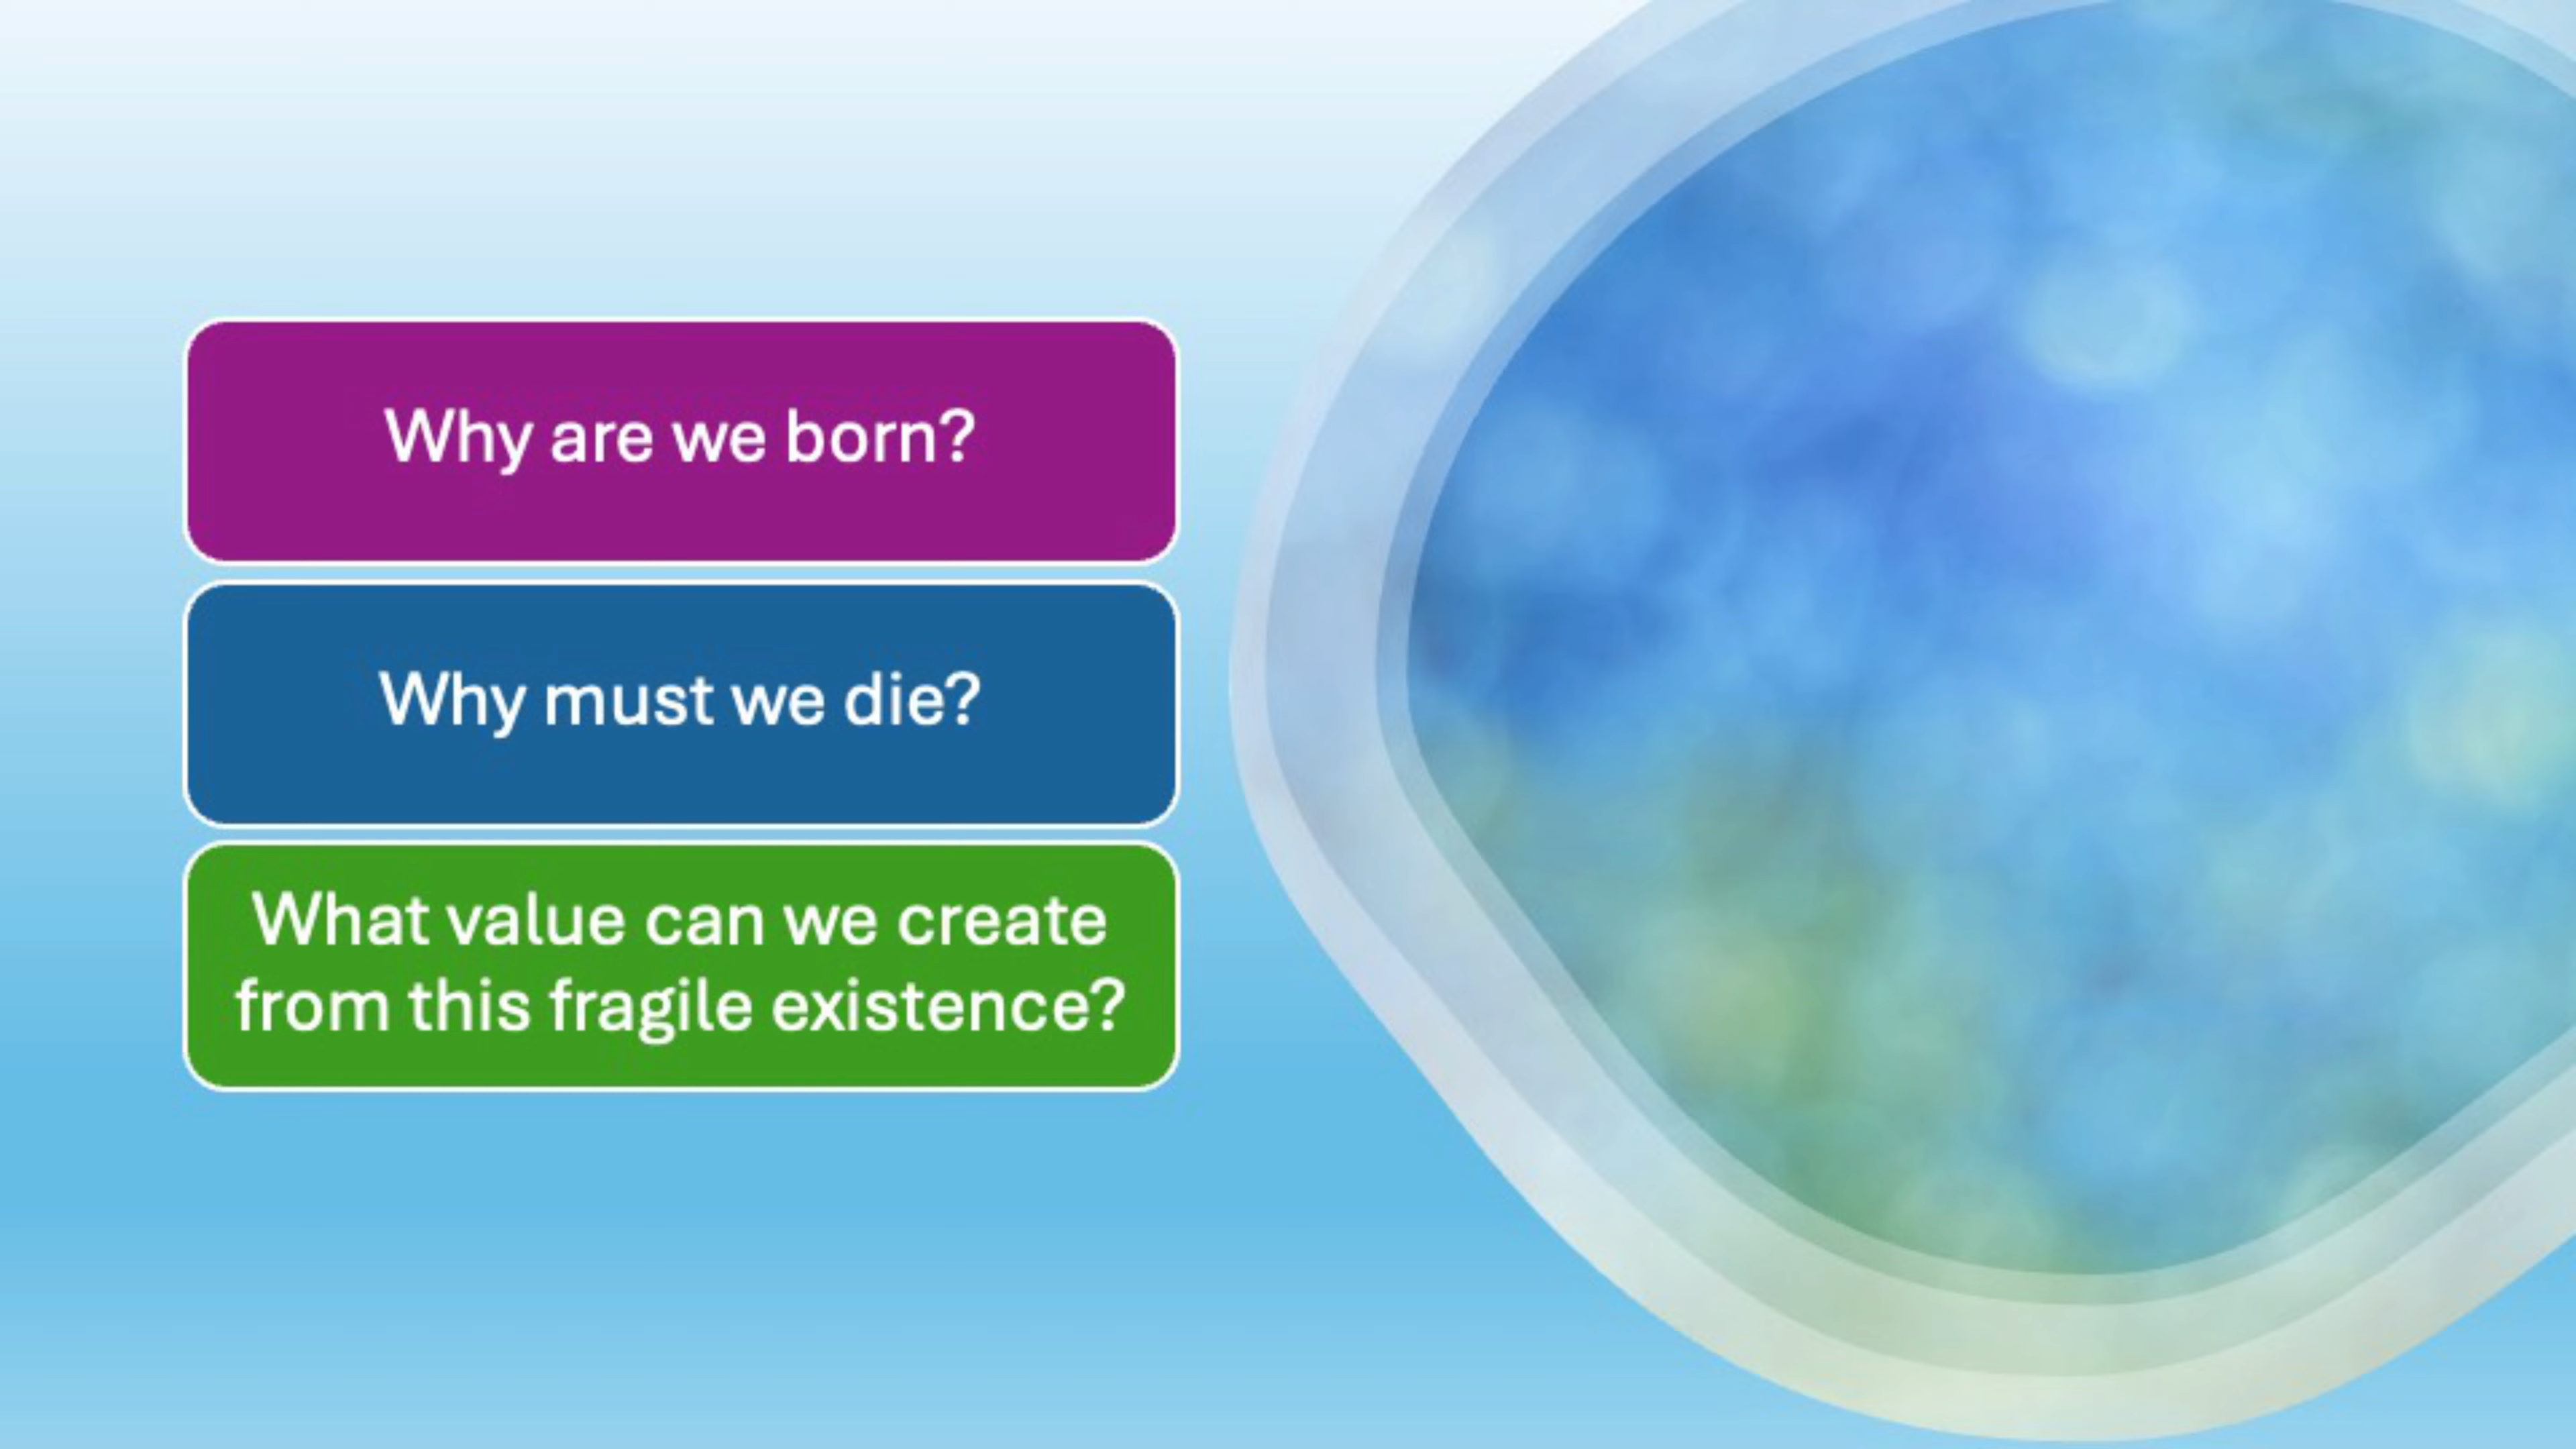 Why are we born?
Why must we die?
What value can we create
from this fragile existence?